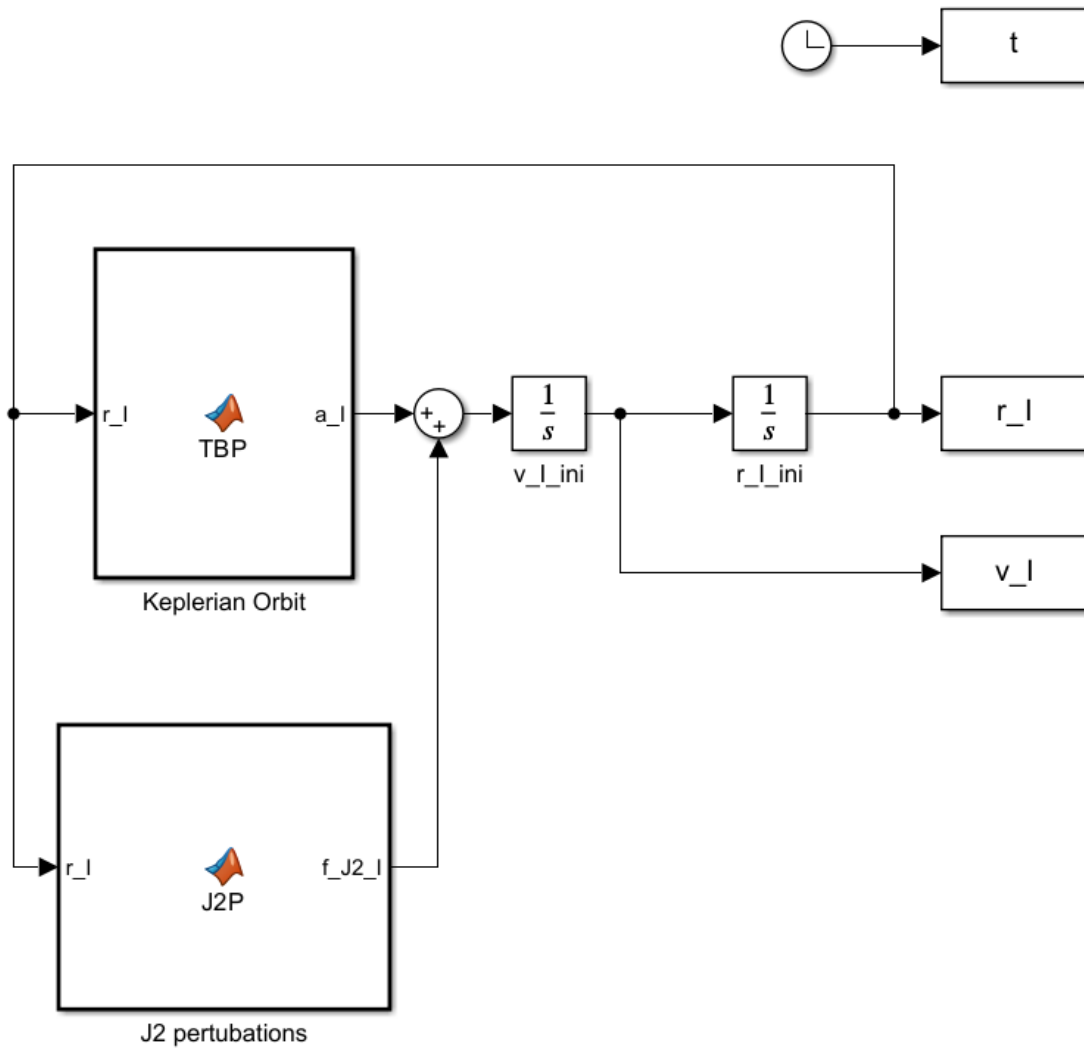 t
r_I
a_I
TBP
Keplerian Orbit
+
+
1
s
v_I_ini
1
s
r_I_ini
r_I
v_I
r_I
f_J2_I
J2P
J2 pertubations